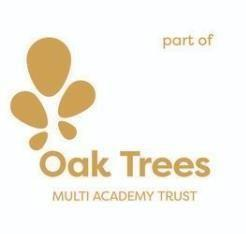 part of
Oak Trees
MULTI ACADEMY TRUST